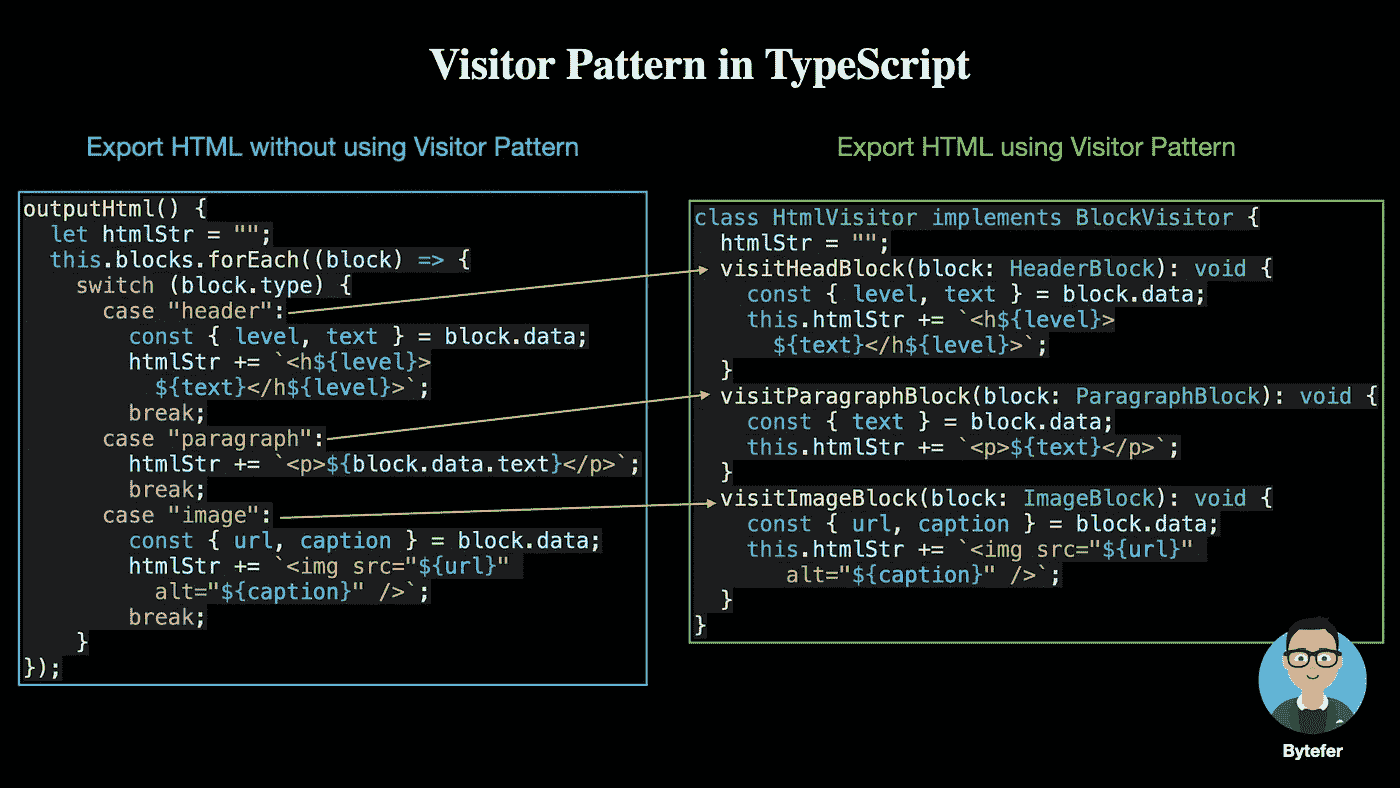 Visitor Pattern in TypeScript
Export HTML without using Visitor Pattern
outputHtml() {
  let htmlStr = "";
  this.blocks.forEach((block) => {
    switch (block.type) {
      case "header":
        const { level, text } = block.data;
        htmlStr += `<h${level}>
          ${text}</h${level}>`;
        break;
      case "paragraph":
        htmlStr += `<p>${block.data.text}</p>`;
        break;
      case "image":
        const { url, caption } = block.data;
        htmlStr += `<img src="${url}"
          alt="${caption}" />`;
        break;
    }
});
Export HTML using Visitor Pattern
class HtmlVisitor implements BlockVisitor {
  htmlStr = "";
  visitHeadBlock(block: HeaderBlock): void {
    const { level, text } = block.data;
    this.htmlStr += `<h${level}>
      ${text}</h${level}>`;
  }
  visitParagraphBlock(block: ParagraphBlock): void {
    const { text } = block.data;
    this.htmlStr += `<p>${text}</p>`;
  }
  visitImageBlock(block: ImageBlock): void {
    const { url, caption } = block.data;
    this.htmlStr += `<img src="${url}"
       alt="${caption}" />`;
  }
}
Bytefer